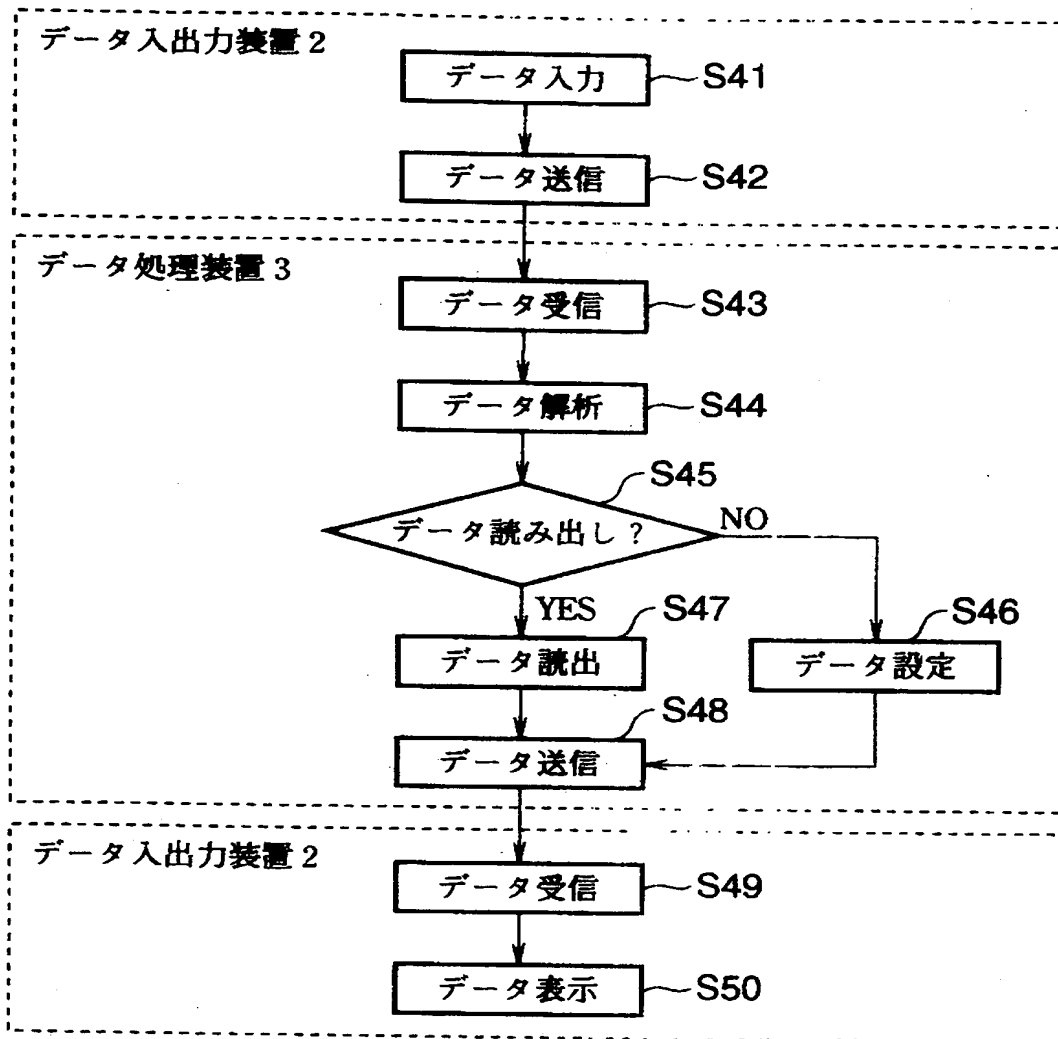 データ入出力装置2
データ入力
S41
データ送信
S42
データ処理装置3
データ受信
S43
データ解析
S44
S45
データ読み出し?
NO
YES
S47
S46
データ読出
データ設定
S48
データ送信
データ入出力装置2
データ受信
S49
データ表示
S50